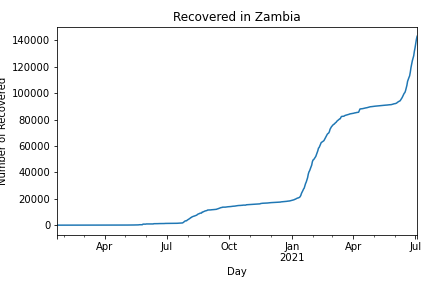 Recovered in Zambia
140000
120000
100000
80000
60000
40000
20000
0
Number of Recovered
Apr Jul Oct Jan Apr Jul
2021
Day